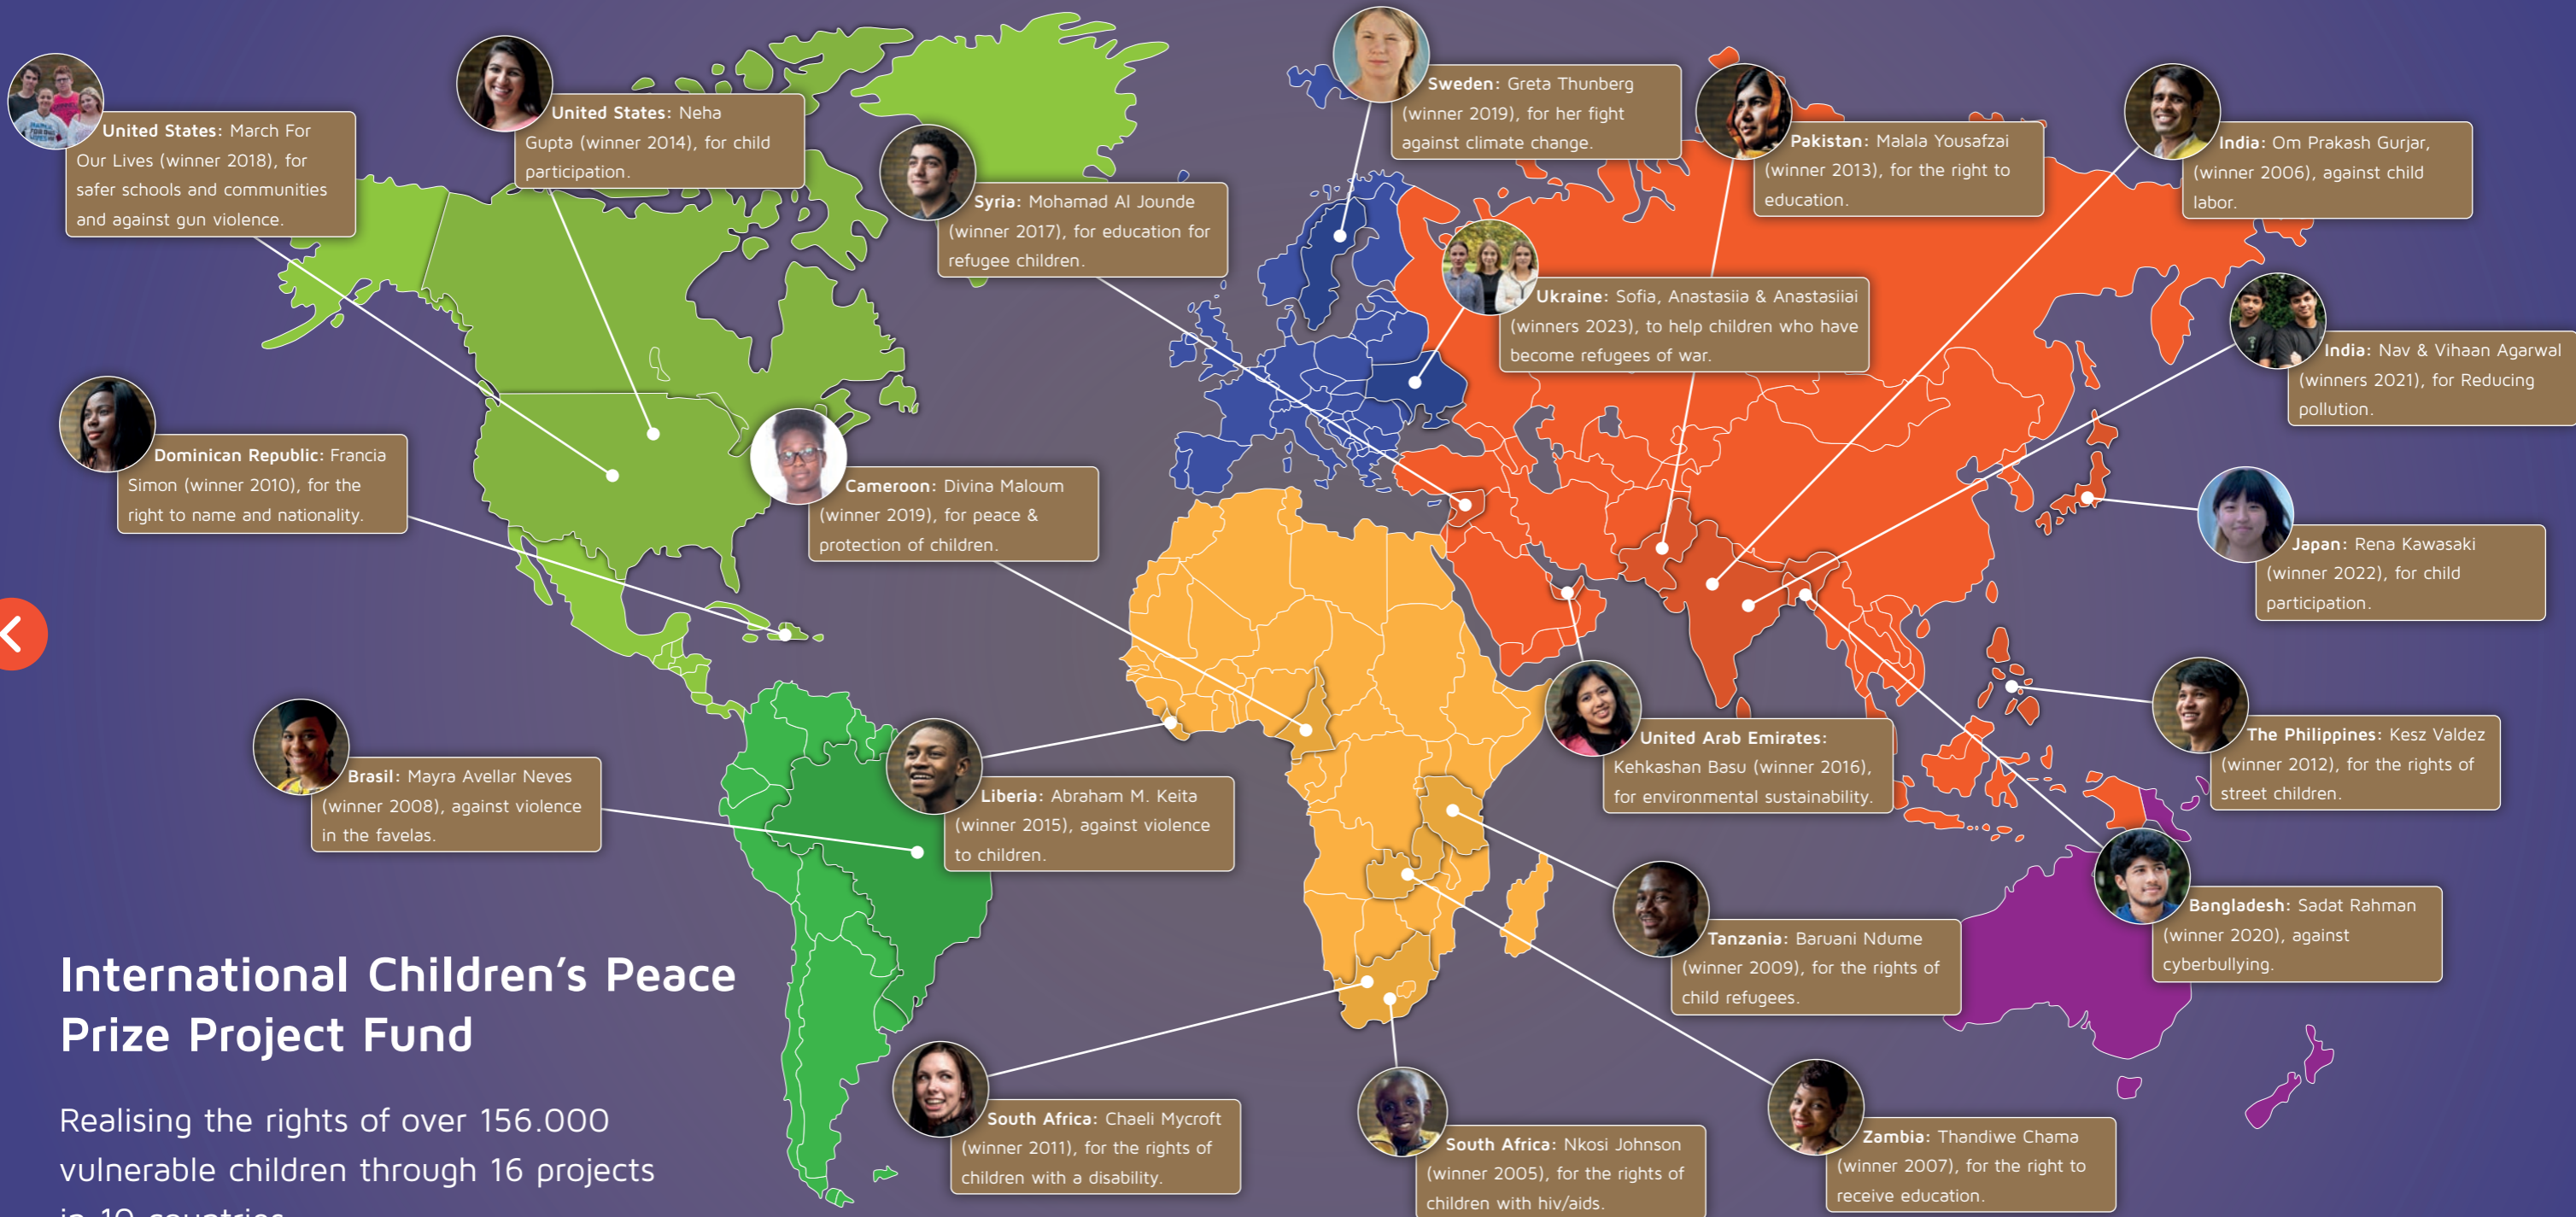 United States: March For
Our Lives (winner 2018), for
safer schools and communities
and against gun violence.
United States: Neha
Gupta (winner 2014), for child
participation.
Syria: Mohamad Al Jounde
(winner 2017), for education for
refugee children.
Sweden: Greta Thunberg
(winner 2019), for her fight
against climate change.
Pakistan: Malala Yousafzai
(winner 2013), for the right to
education.
India: Om Prakash Gurjar,
(winner 2006), against child
labor.
Ukraine: Sofia, Anastasiia & Anastasiiai
(winners 2023), to help children who have
become refugees of war.
India: Nav & Vihaan Agarwal
(winners 2021), for Reducing
pollution.
Dominican Republic: Francia
Simon (winner 2010), for the
right to name and nationality.
Cameroon: Divina Maloum
(winner 2019), for peace &
protection of children.
Japan: Rena Kawasaki
(winner 2022), for child
participation.
Brasil: Mayra Avellar Neves
(winner 2008), against violence
in the favelas.
Liberia: Abraham M. Keita
(winner 2015), against violence
to children.
United Arab Emirates:
Kehkashan Basu (winner 2016),
for environmental sustainability.
The Philippines: Kesz Valdez
(winner 2012), for the rights of
street children.
Tanzania: Baruani Ndume
(winner 2009), for the rights of
child refugees.
Bangladesh: Sadat Rahman
(winner 2020), against
cyberbullying.
International Children's Peace
Prize Project Fund
Realising the rights of over 156.000
vulnerable children through 16 projects
in 10 countries
South Africa: Chaeli Mycroft
(winner 2011), for the rights of
children with a disability.
South Africa: Nkosi Johnson
(winner 2005), for the rights of
children with hiv/aids.
Zambia: Thandiwe Chama
(winner 2007), for the right to
receive education.